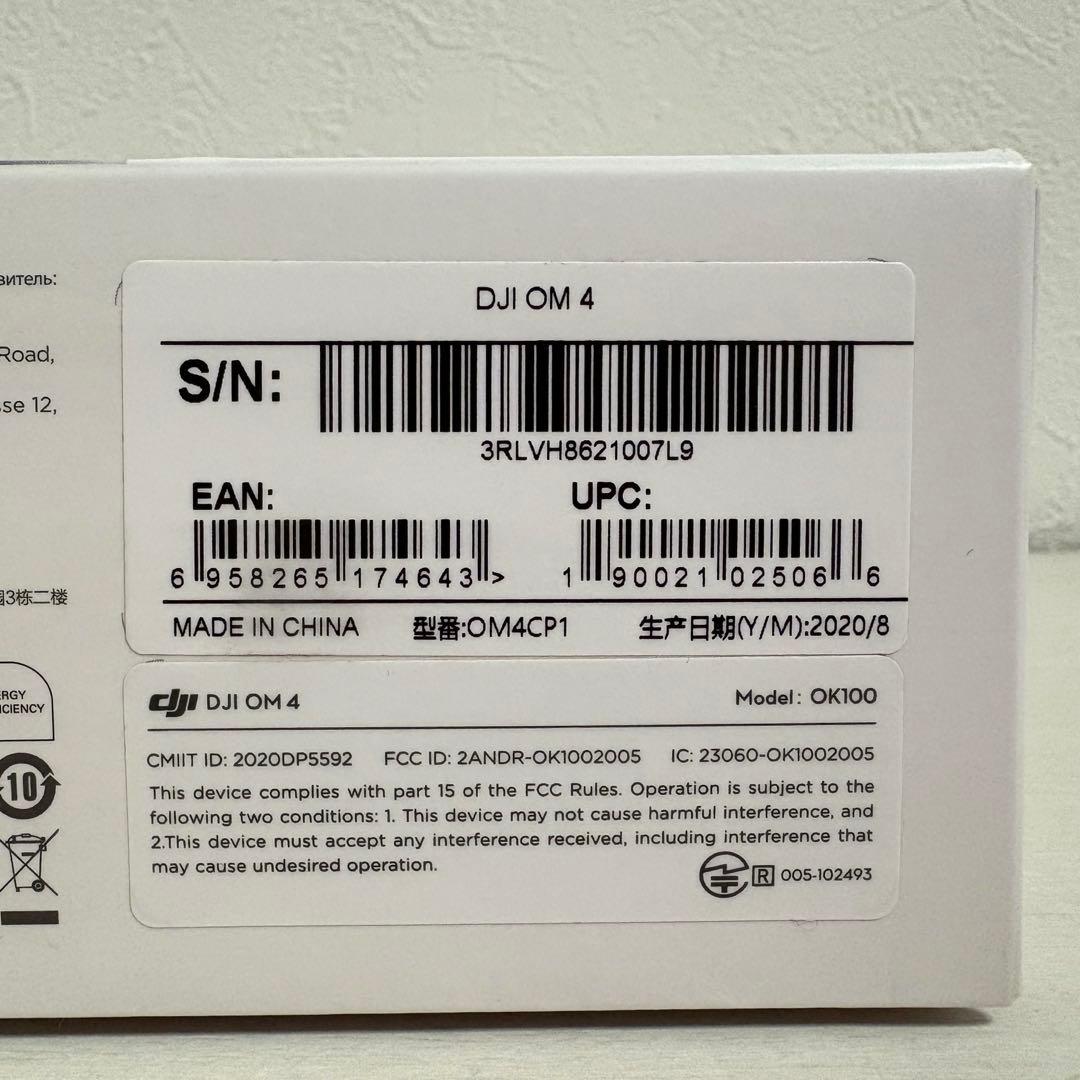 витель:
Road,
se 12,
3栋二楼
RGY
ICIENCY
10
DJI OM 4
S/N:
3RLVH8621007L9
EAN:
UPC:
6 958265 174643 >
1 90021 02506 6
MADE IN CHINA 型番:OM4CP1 生产日期(Y/M):2020/8
dji DJI OM 4
Model: OK100
CMIIT ID: 2020DP5592 FCC ID: 2ANDR-OK1002005 IC: 23060-OK1002005
This device complies with part 15 of the FCC Rules. Operation is subject to the
following two conditions: 1. This device may not cause harmful interference, and
2.This device must accept any interference received, including interference that
may cause undesired operation.
R 005-102493